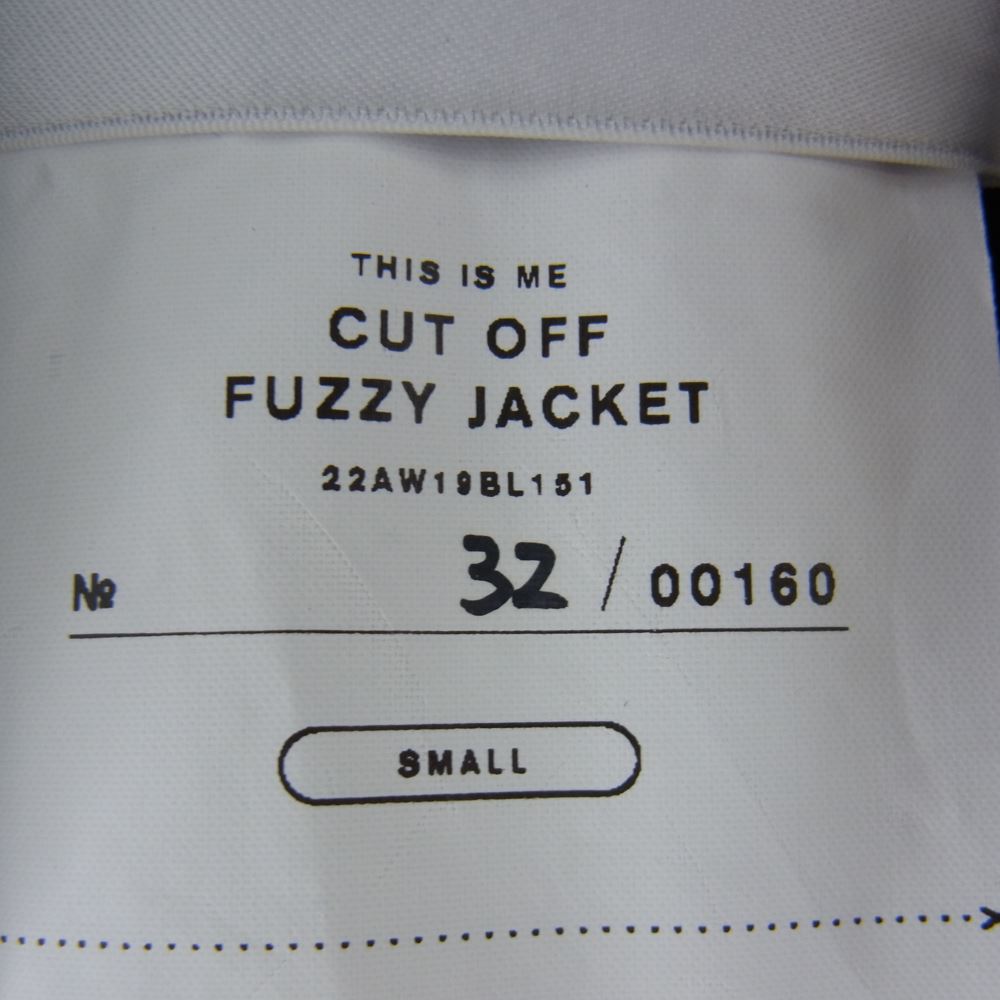 THIS IS ME
CUT OFF
FUZZY JACKET
22AW19BL151
№ 32 / 00160
SMALL